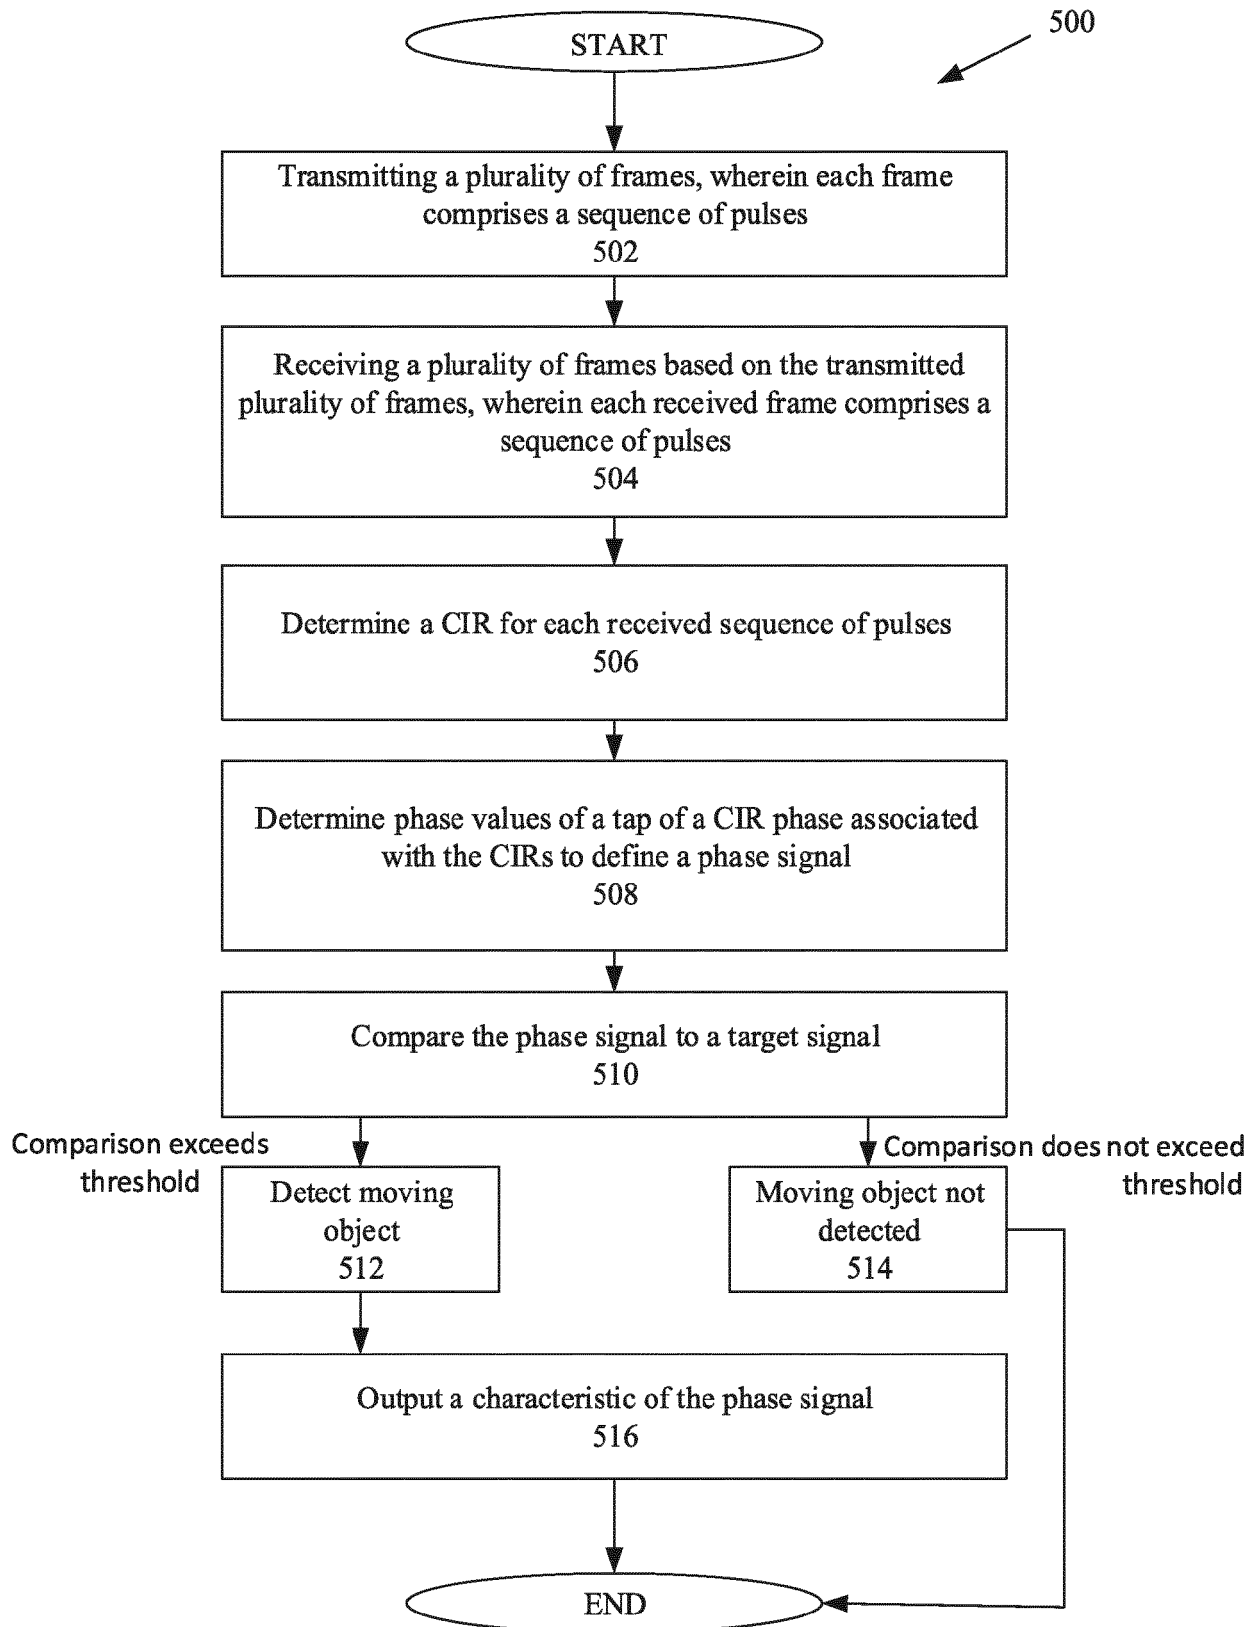 START
500
Transmitting a plurality of frames, wherein each frame
comprises a sequence of pulses
502
Receiving a plurality of frames based on the transmitted
plurality of frames, wherein each received frame comprises a
sequence of pulses
504
Determine a CIR for each received sequence of pulses
506
Determine phase values of a tap of a CIR phase associated
with the CIRs to define a phase signal
508
Compare the phase signal to a target signal
510
Comparison exceeds
threshold
Comparison does not exceed
threshold
Detect moving
object
512
Moving object not
detected
514
Output a characteristic of the phase signal
516
END